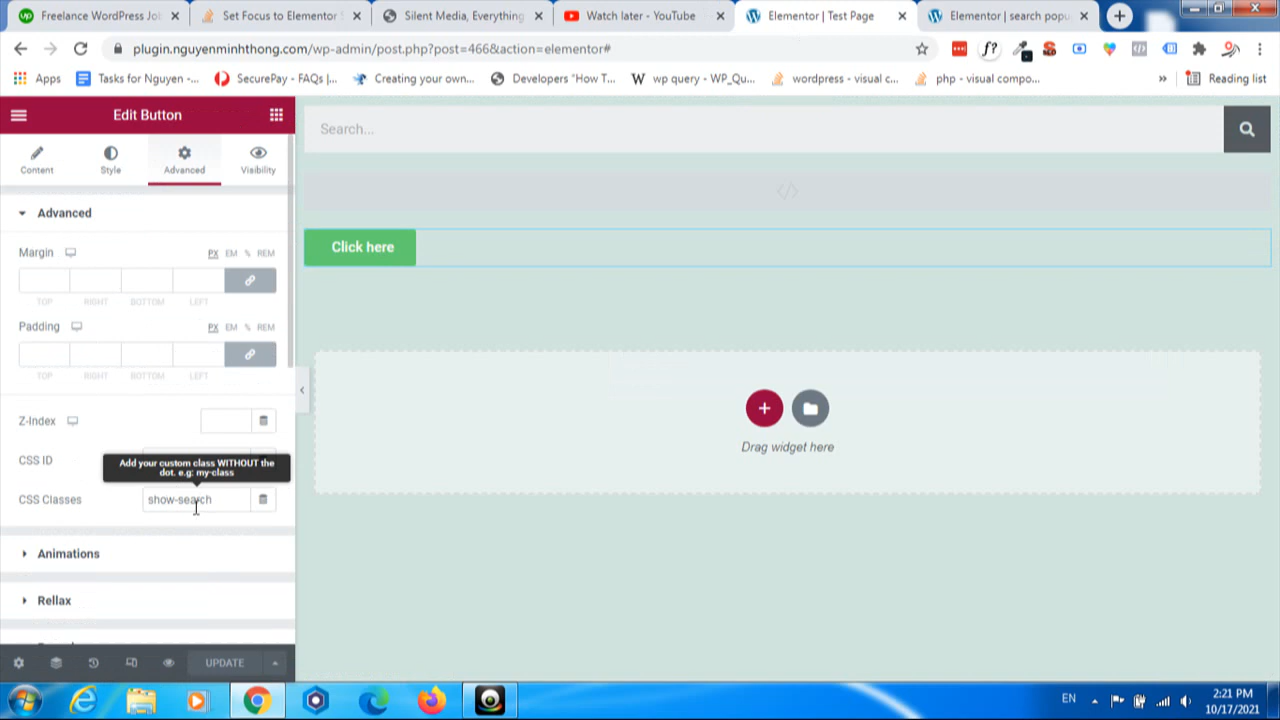 Freelance WordPress Jo
Set Focus to Elementor
Silent Media, Everything
Watch later - YouTube
Elementor | Test Page
Elementor | search popu
plugin.nguyenminhthong.com/wp-admin/post.php?post=466&action=elementor#
Apps
Tasks for Nguyen -...
SecurePay - FAQs |...
Creating your own...
Developers "How T...
wp query - WP_Qu...
wordpress - visual c...
php - visual compo...
»
Reading list
Edit Button
Content
Style
Advanced
Visibility
Advanced
Margin
PX EM % REM
TOP RIGHT BOTTOM LEFT
Padding
PX EM % REM
TOP RIGHT BOTTOM LEFT
Z-Index
CSS ID
Add your custom class WITHOUT the
dot. e.g: my-class
CSS Classes
show-search
Animations
Rellax
UPDATE
Search...
Click here
Drag widget here
EN
2:21 PM
10/17/2021